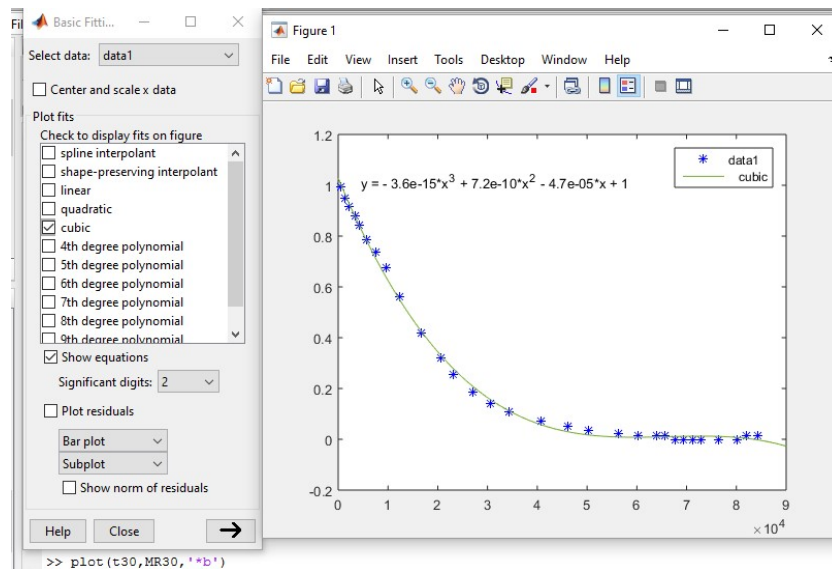 Fil
Basic Fitti...
Select data: data1
Center and scale x data
Plot fits
Check to display fits on figure
spline interpolant
shape-preserving interpolant
linear
quadratic
cubic
4th degree polynomial
5th degree polynomial
6th degree polynomial
7th degree polynomial
8th degree polynomial
9th degree polynomial
Show equations
Significant digits: 2
Plot residuals
Bar plot
Subplot
Show norm of residuals
Help Close
>> plot(t30,MR30,'*b')
Figure 1
File Edit View Insert Tools Desktop Window Help
1.2
1
0.8
0.6
0.4
0.2
0
-0.2
y = - 3.6e-15*x³ + 7.2e-10*x² - 4.7e-05*x + 1
data1
cubic
0 1 2 3 4 5 6 7 8 9
× 10⁴